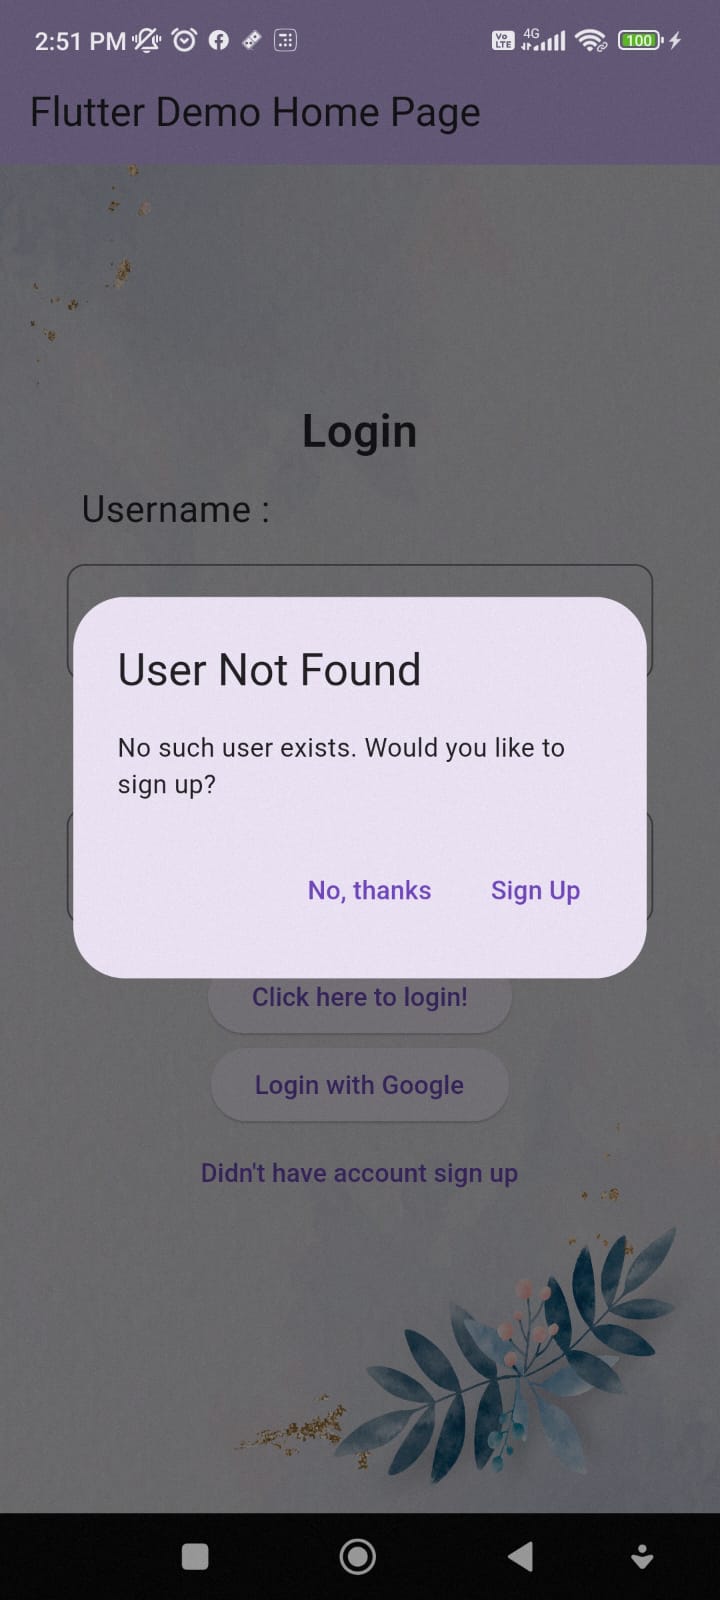 2:51 PM
Vo LTE 4G 100
Flutter Demo Home Page
Login
Username :
User Not Found
No such user exists. Would you like to
sign up?
No, thanks Sign Up
Click here to login!
Login with Google
Didn't have account sign up